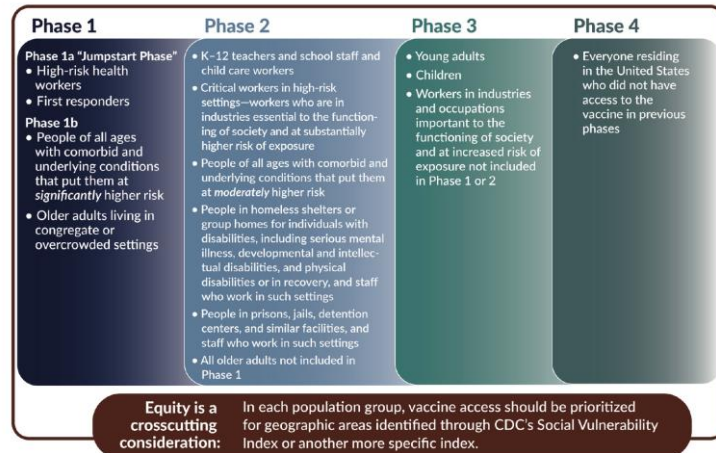 Phase 1
Phase 1a "Jumpstart Phase"
• High-risk health
workers
• First responders
Phase 1b
• People of all ages
with comorbid and
underlying conditions
that put them at
significantly higher risk
• Older adults living in
congregate or
overcrowded settings
Phase 2
• K–12 teachers and school staff and
child care workers
• Critical workers in high-risk
settings—workers who are in
industries essential to the function-
ing of society and at substantially
higher risk of exposure
• People of all ages with comorbid and
underlying conditions that put them
at moderately higher risk
• People in homeless shelters or
group homes for individuals with
disabilities, including serious mental
illness, developmental and intellec-
tual disabilities, and physical
disabilities or in recovery, and staff
who work in such settings
• People in prisons, jails, detention
centers, and similar facilities, and
staff who work in such settings
• All older adults not included in
Phase 1
Phase 3
• Young adults
• Children
• Workers in industries
and occupations
important to the
functioning of society
and at increased risk of
exposure not included
in Phase 1 or 2
Phase 4
• Everyone residing
in the United States
who did not have
access to the
vaccine in previous
phases
Equity is a
crosscutting
consideration:
In each population group, vaccine access should be prioritized
for geographic areas identified through CDC's Social Vulnerability
Index or another more specific index.